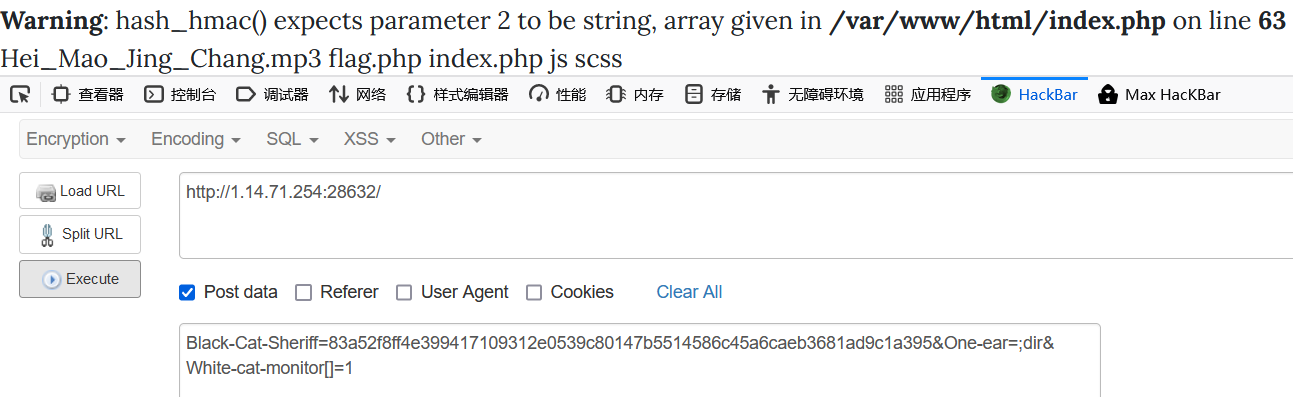 Warning: hash_hmac() expects parameter 2 to be string, array given in /var/www/html/index.php on line 63
Hei_Mao_Jing_Chang.mp3 flag.php index.php js scss
查看器 控制台 调试器 网络 样式编辑器 性能 内存 存储 无障碍环境 应用程序 HackBar Max HacKBar
Encryption Encoding SQL XSS Other
Load URL http://1.14.71.254:28632/
Split URL
Execute
Post data Referer User Agent Cookies Clear All
Black-Cat-Sheriff=83a52f8ff4e399417109312e0539c80147b5514586c45a6caeb3681ad9c1a395&One-ear=;dir&
White-cat-monitor[]=1